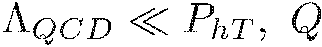 Λ_{QCD} ≪ P_{hT}, Q